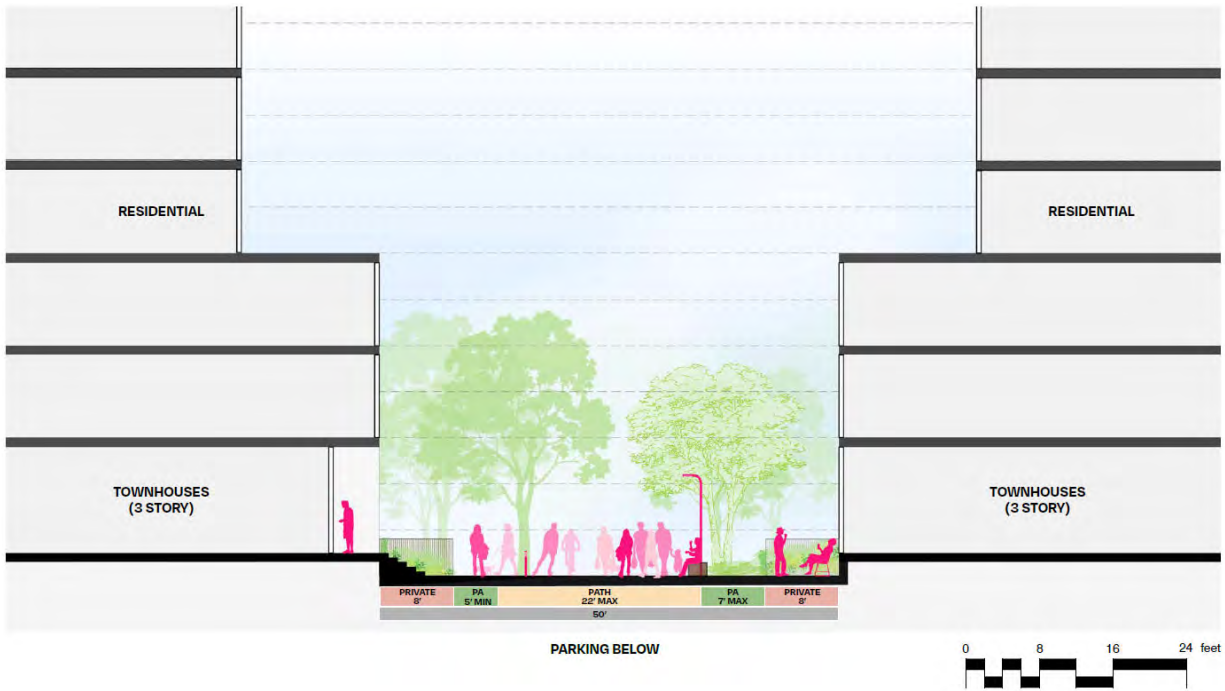 RESIDENTIAL
RESIDENTIAL
TOWNHOUSES
(3 STORY)
TOWNHOUSES
(3 STORY)
PRIVATE
8'
PA
5' MIN
PATH
22' MAX
PA
7' MAX
PRIVATE
8'
50'
PARKING BELOW
0 8 16 24 feet